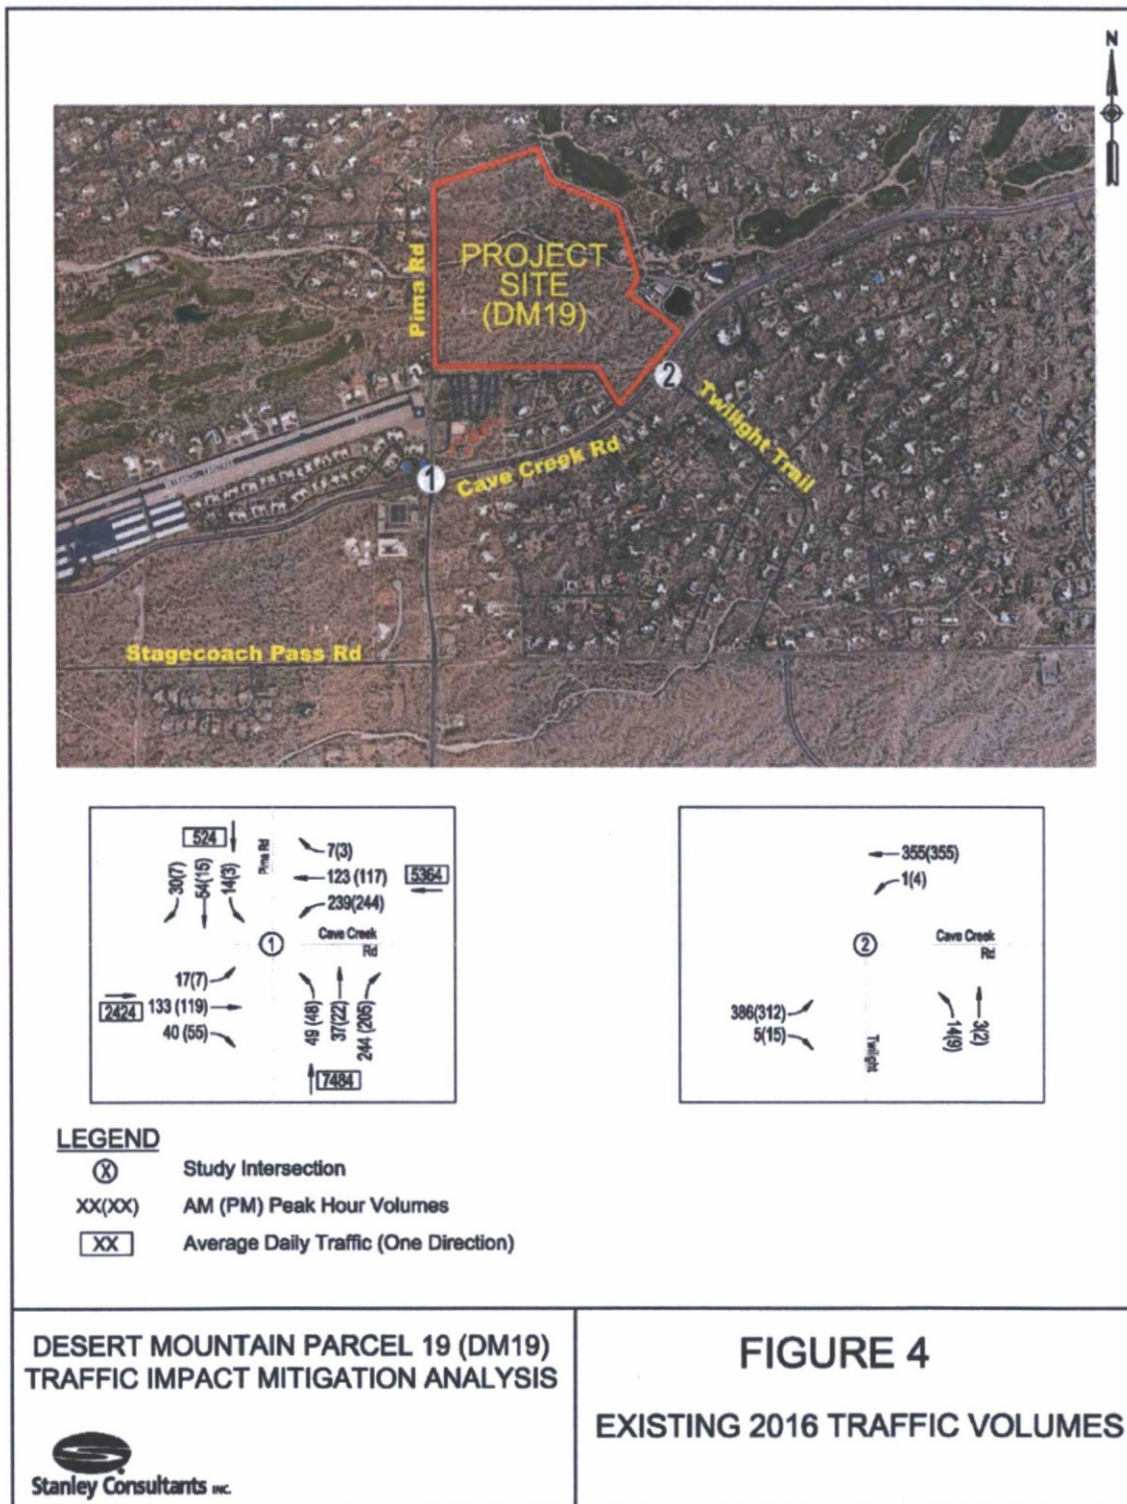 N
PROJECT
SITE
(DM19)
Pima Rd
2
Twilight Trail
1
Cave Creek Rd
Stagecoach Pass Rd
524
30(7)
54(15)
14(3)
Pima Rd
7(3)
123 (117)
239(244)
5364
1
Cave Creek
Rd
17(7)
133 (119)
40 (55)
2424
49 (48)
37(22)
244 (205)
7484
355(355)
1(4)
2
Cave Creek
Rd
386(312)
5(15)
Twilight
14(9)
3(2)
LEGEND
X Study Intersection
XX(XX) AM (PM) Peak Hour Volumes
XX Average Daily Traffic (One Direction)
DESERT MOUNTAIN PARCEL 19 (DM19)
TRAFFIC IMPACT MITIGATION ANALYSIS
Stanley Consultants INC.
FIGURE 4
EXISTING 2016 TRAFFIC VOLUMES